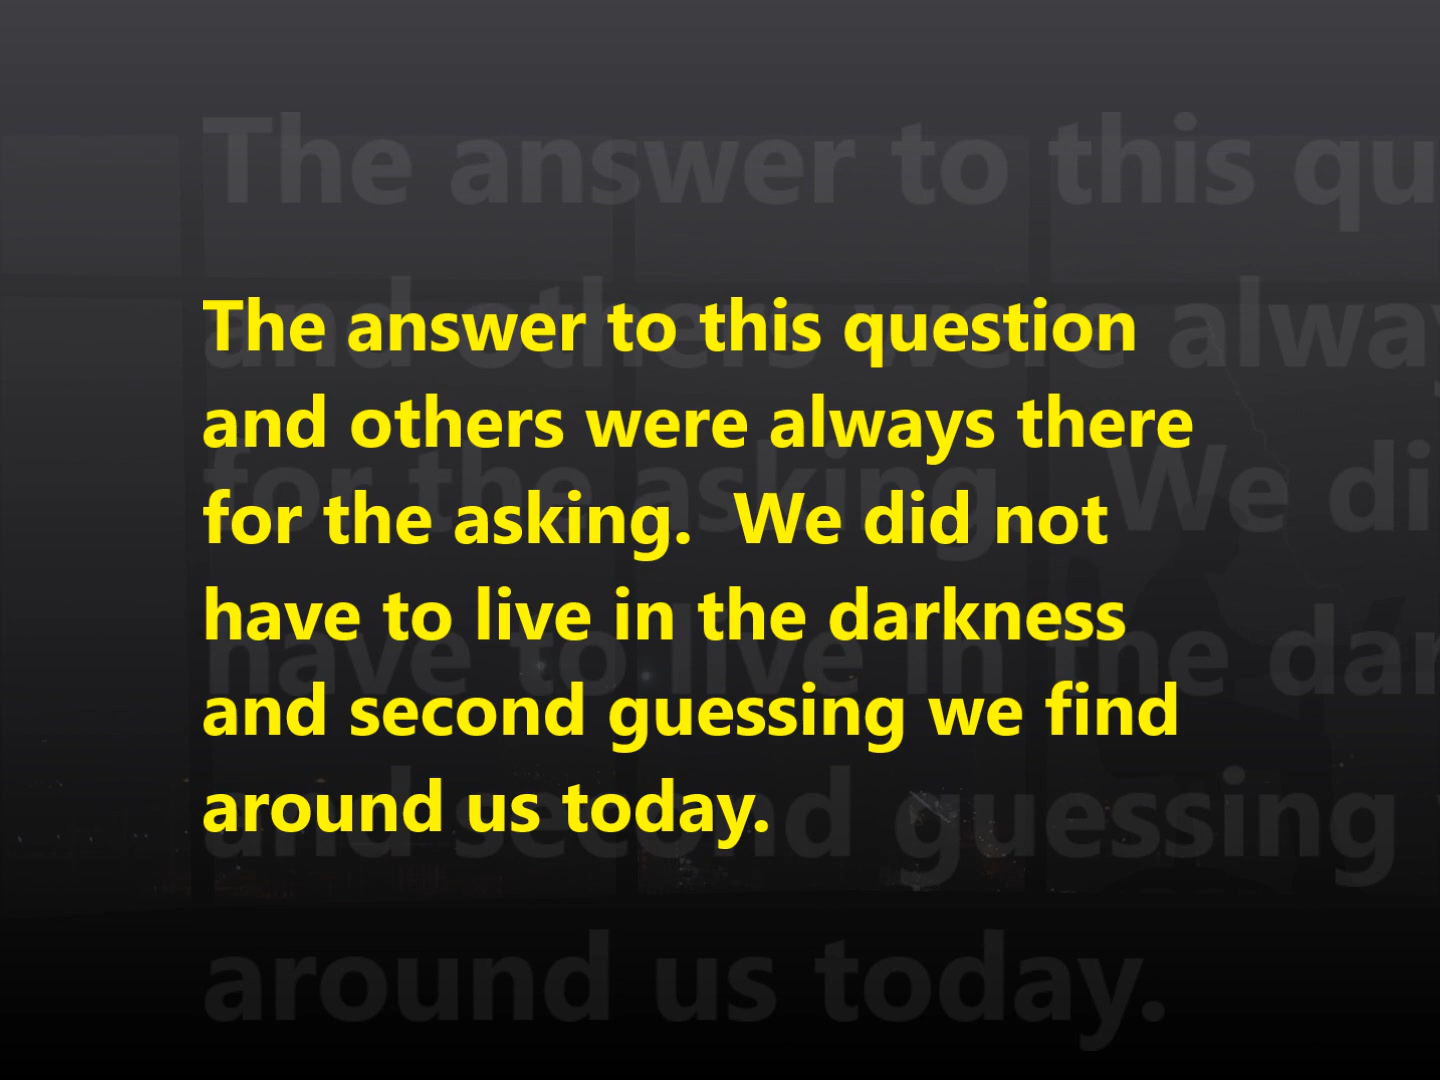 The answer to this question
and others were always there
for the asking.  We did not
have to live in the darkness
and second guessing we find
around us today.